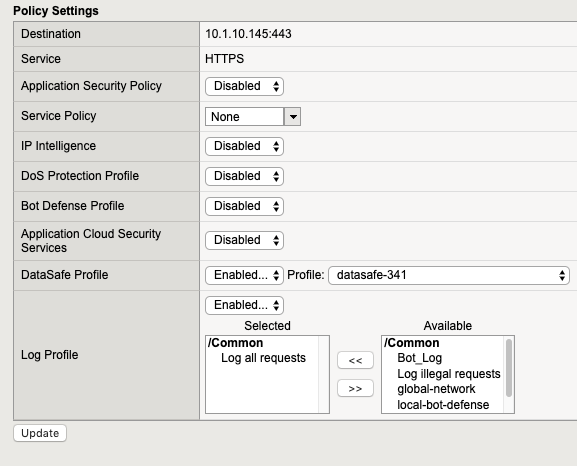 Policy Settings
Destination 10.1.10.145:443
Service HTTPS
Application Security Policy Disabled
Service Policy None
IP Intelligence Disabled
DoS Protection Profile Disabled
Bot Defense Profile Disabled
Application Cloud Security
Services Disabled
DataSafe Profile Enabled... Profile: datasafe-341
Enabled...
Selected Available
Log Profile
/Common
Log all requests
<<
>>
/Common
Bot_Log
Log illegal requests
global-network
local-bot-defense
Update